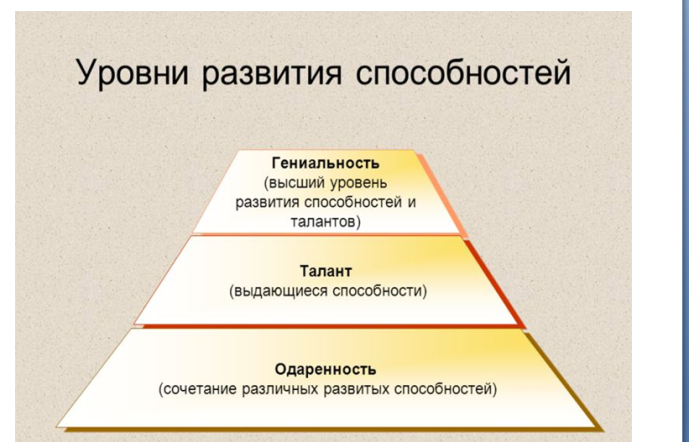 Уровни развития способностей
Гениальность
(высший уровень
развития способностей и
талантов)
Талант
(выдающиеся способности)
Одаренность
(сочетание различных развитых способностей)